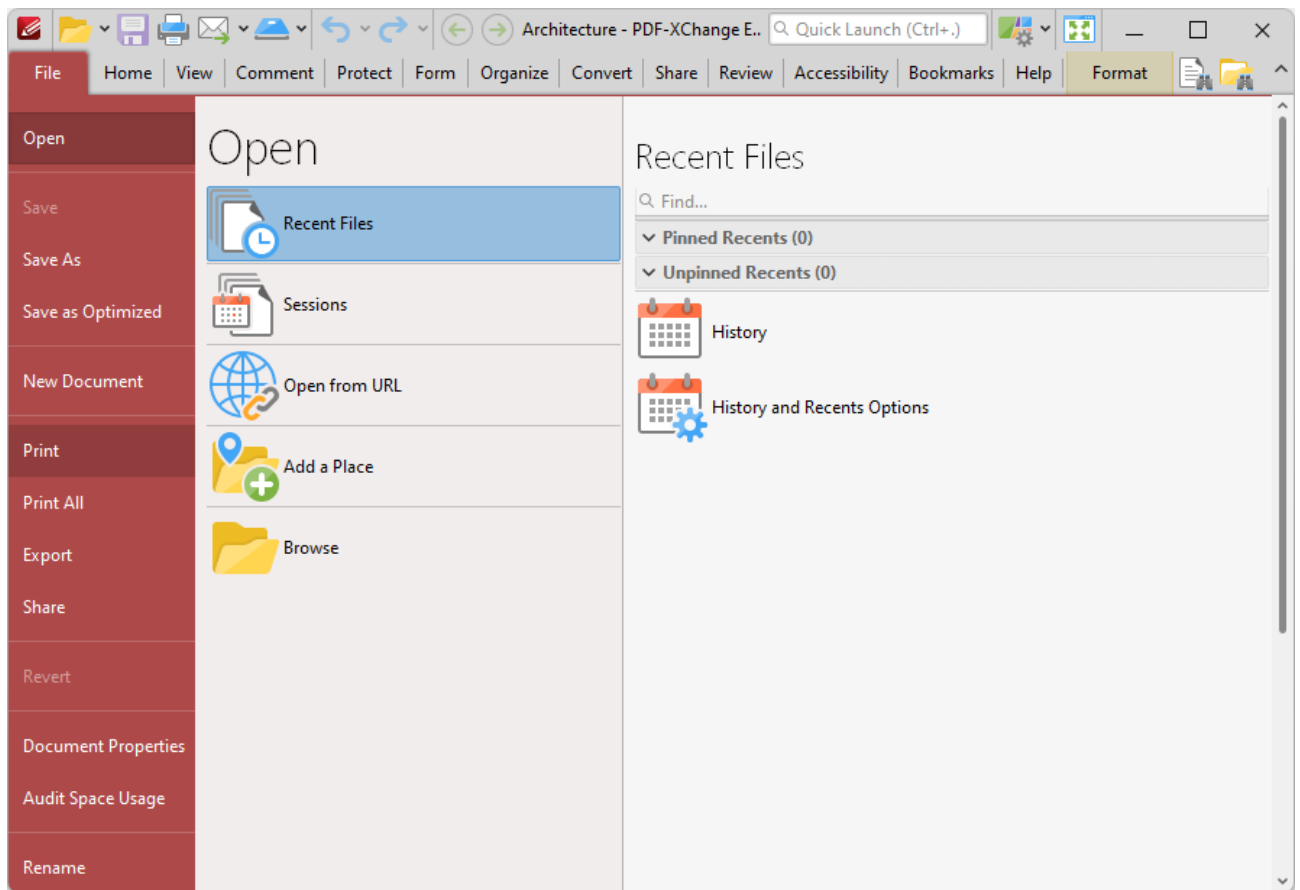 Architecture - PDF-XChange E.. Quick Launch (Ctrl+.)
File Home View Comment Protect Form Organize Convert Share Review Accessibility Bookmarks Help Format
Open
Save
Save As
Save as Optimized
New Document
Print
Print All
Export
Share
Revert
Document Properties
Audit Space Usage
Rename
Open
Recent Files
Sessions
Open from URL
Add a Place
Browse
Recent Files
Find...
Pinned Recents (0)
Unpinned Recents (0)
History
History and Recents Options